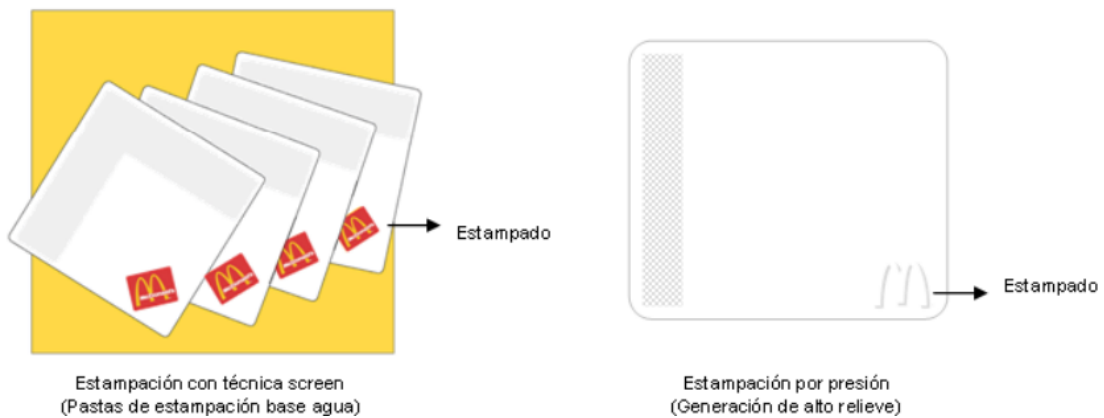 Estampado
Estampado
Estampación con técnica screen
(Pastas de estampación base agua)
Estampación por presión
(Generación de alto relieve)